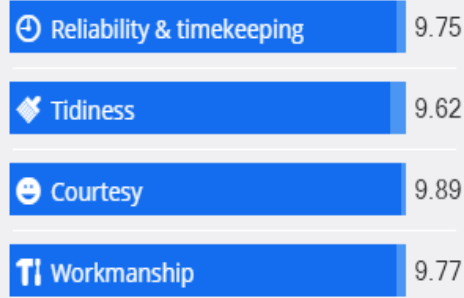 Reliability & timekeeping 9.75
Tidiness 9.62
Courtesy 9.89
Workmanship 9.77